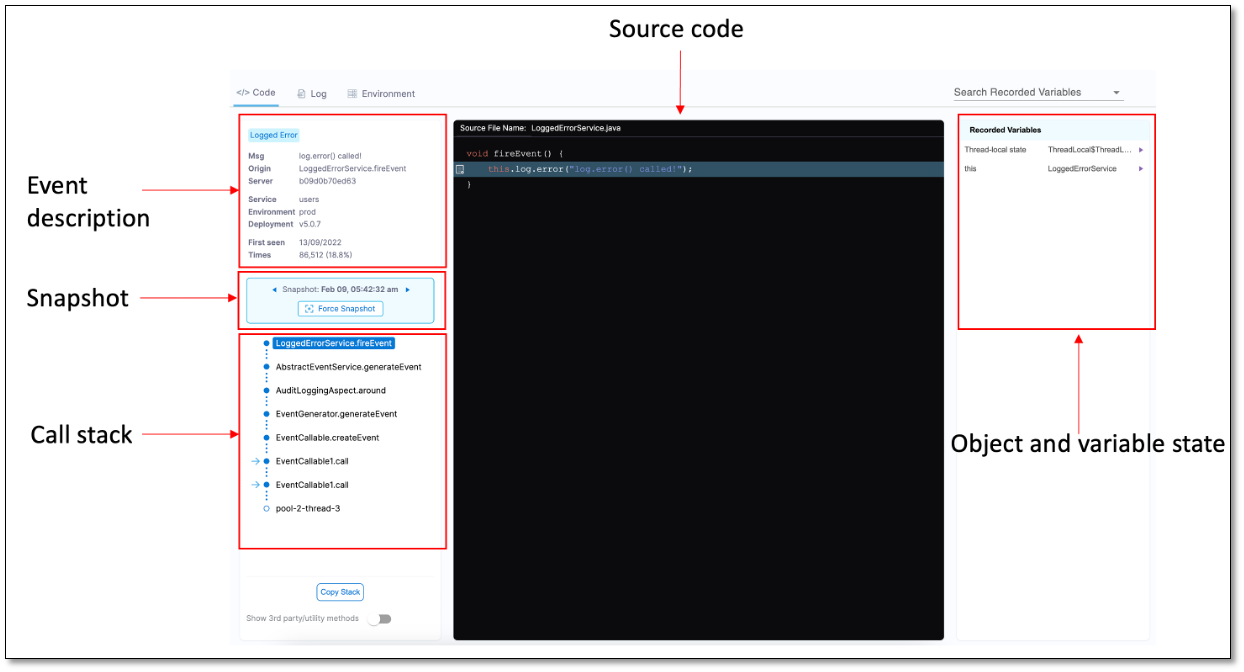 Source code
</> Code
Log
Environment
Search Recorded Variables
Event
description
Logged Error
Msg log.error() called!
Origin LoggedErrorService.fireEvent
Server b09d0b70ed63
Service users
Environment prod
Deployment v5.0.7
First seen 13/09/2022
Times 86,512 (18.8%)
Snapshot
Snapshot: Feb 09, 05:42:32 am
Force Snapshot
Call stack
LoggedErrorService.fireEvent
AbstractEventService.generateEvent
AuditLoggingAspect.around
EventGenerator.generateEvent
EventCallable.createEvent
EventCallable1.call
EventCallable1.call
pool-2-thread-3
Copy Stack
Show 3rd party/utility methods
Source File Name: LoggedErrorService.java
void fireEvent() {
this.log.error("log.error() called!");
}
Recorded Variables
Thread-local state ThreadLocal$ThreadL...
this LoggedErrorService
Object and variable state